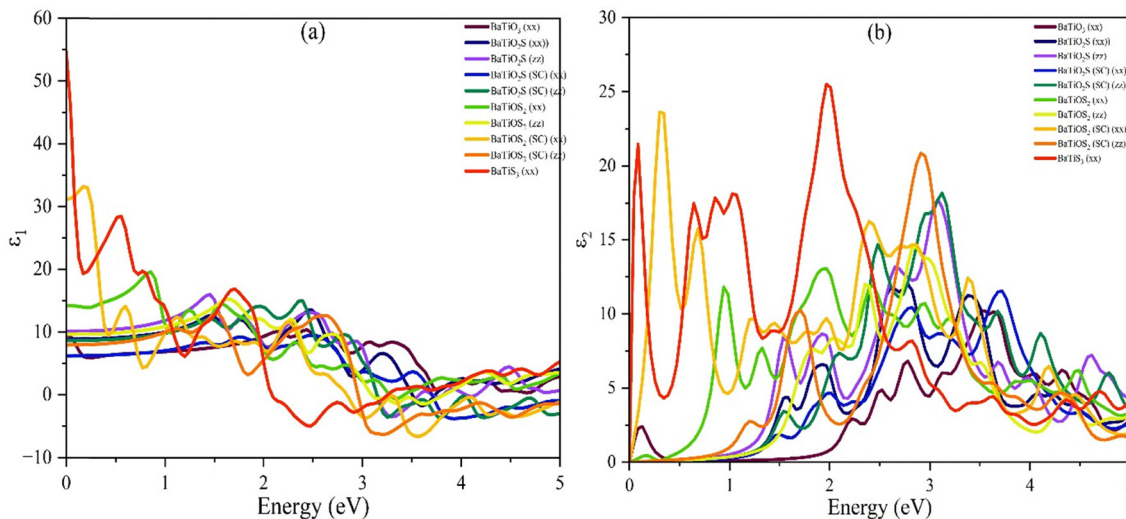 (a)
BaTiO₃ (xx)
BaTiO₂S (xx))
BaTiO₂S (zz)
BaTiO₂S (SC) (xx)
BaTiO₂S (SC) (zz)
BaTiOS₂ (xx)
BaTiOS₂ (zz)
BaTiOS₂ (SC) (xx)
BaTiOS₂ (SC) (zz)
BaTiS₃ (xx)
60
50
40
30
20
10
0
−10
ε₁
0 1 2 3 4 5
Energy (eV)
(b)
BaTiO₃ (xx)
BaTiO₂S (xx))
BaTiO₂S (zz)
BaTiO₂S (SC) (xx)
BaTiO₂S (SC) (zz)
BaTiOS₂ (xx)
BaTiOS₂ (zz)
BaTiOS₂ (SC) (xx)
BaTiOS₂ (SC) (zz)
BaTiS₃ (xx)
30
25
20
15
10
5
0
ε₂
0 1 2 3 4
Energy (eV)